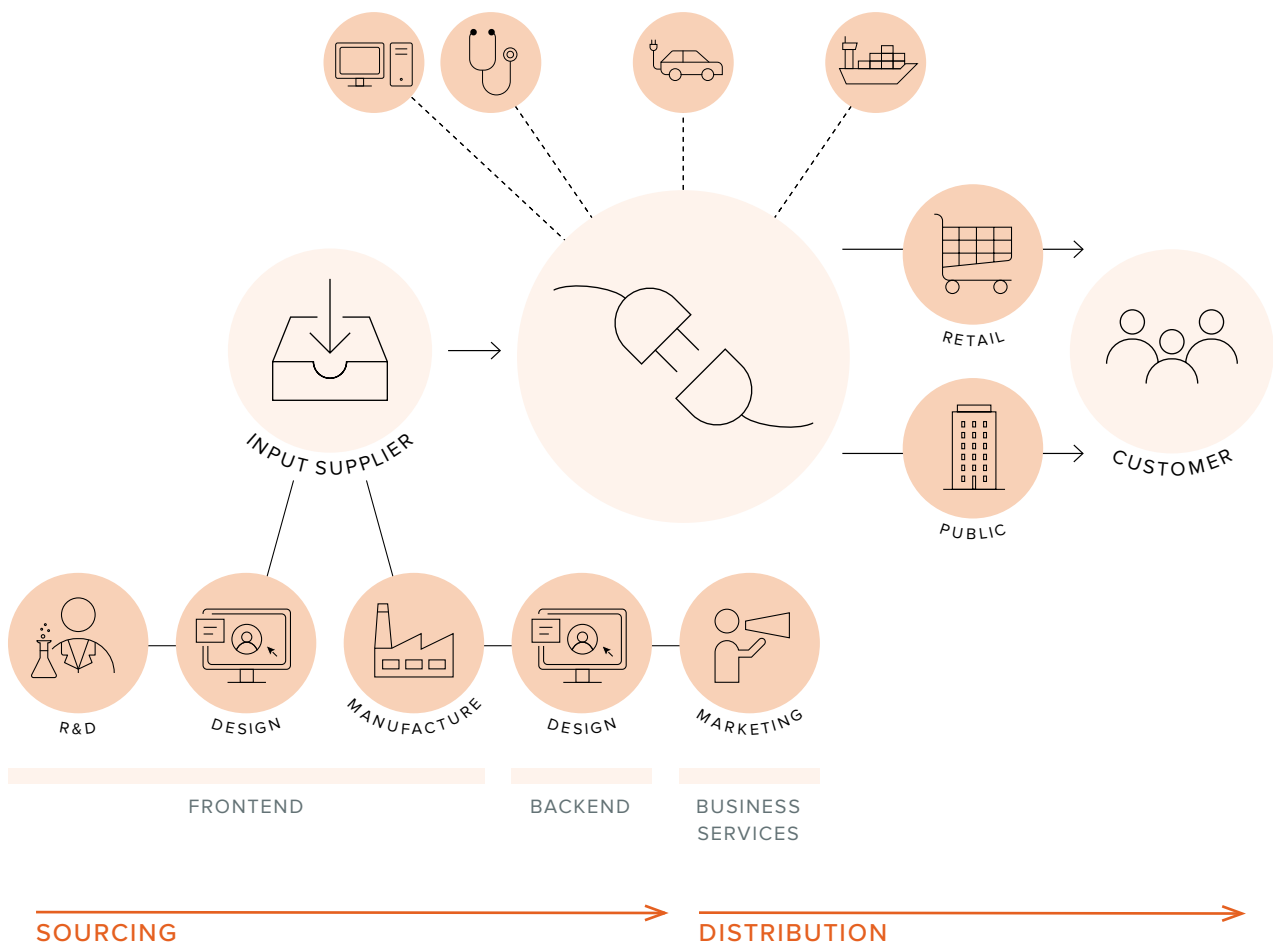 RETAIL
INPUT SUPPLIER
CUSTOMER
PUBLIC
R&D
DESIGN
MANUFACTURE
DESIGN
MARKETING
FRONTEND
BACKEND
BUSINESS
SERVICES
SOURCING
DISTRIBUTION